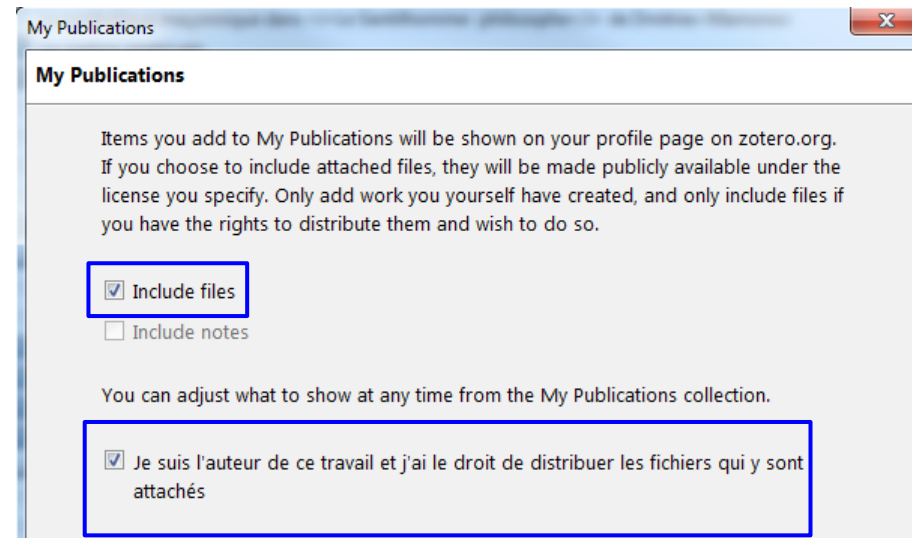 My Publications
My Publications
Items you add to My Publications will be shown on your profile page on zotero.org.
If you choose to include attached files, they will be made publicly available under the
license you specify. Only add work you yourself have created, and only include files if
you have the rights to distribute them and wish to do so.
Include files
Include notes
You can adjust what to show at any time from the My Publications collection.
Je suis l'auteur de ce travail et j'ai le droit de distribuer les fichiers qui y sont
attachés